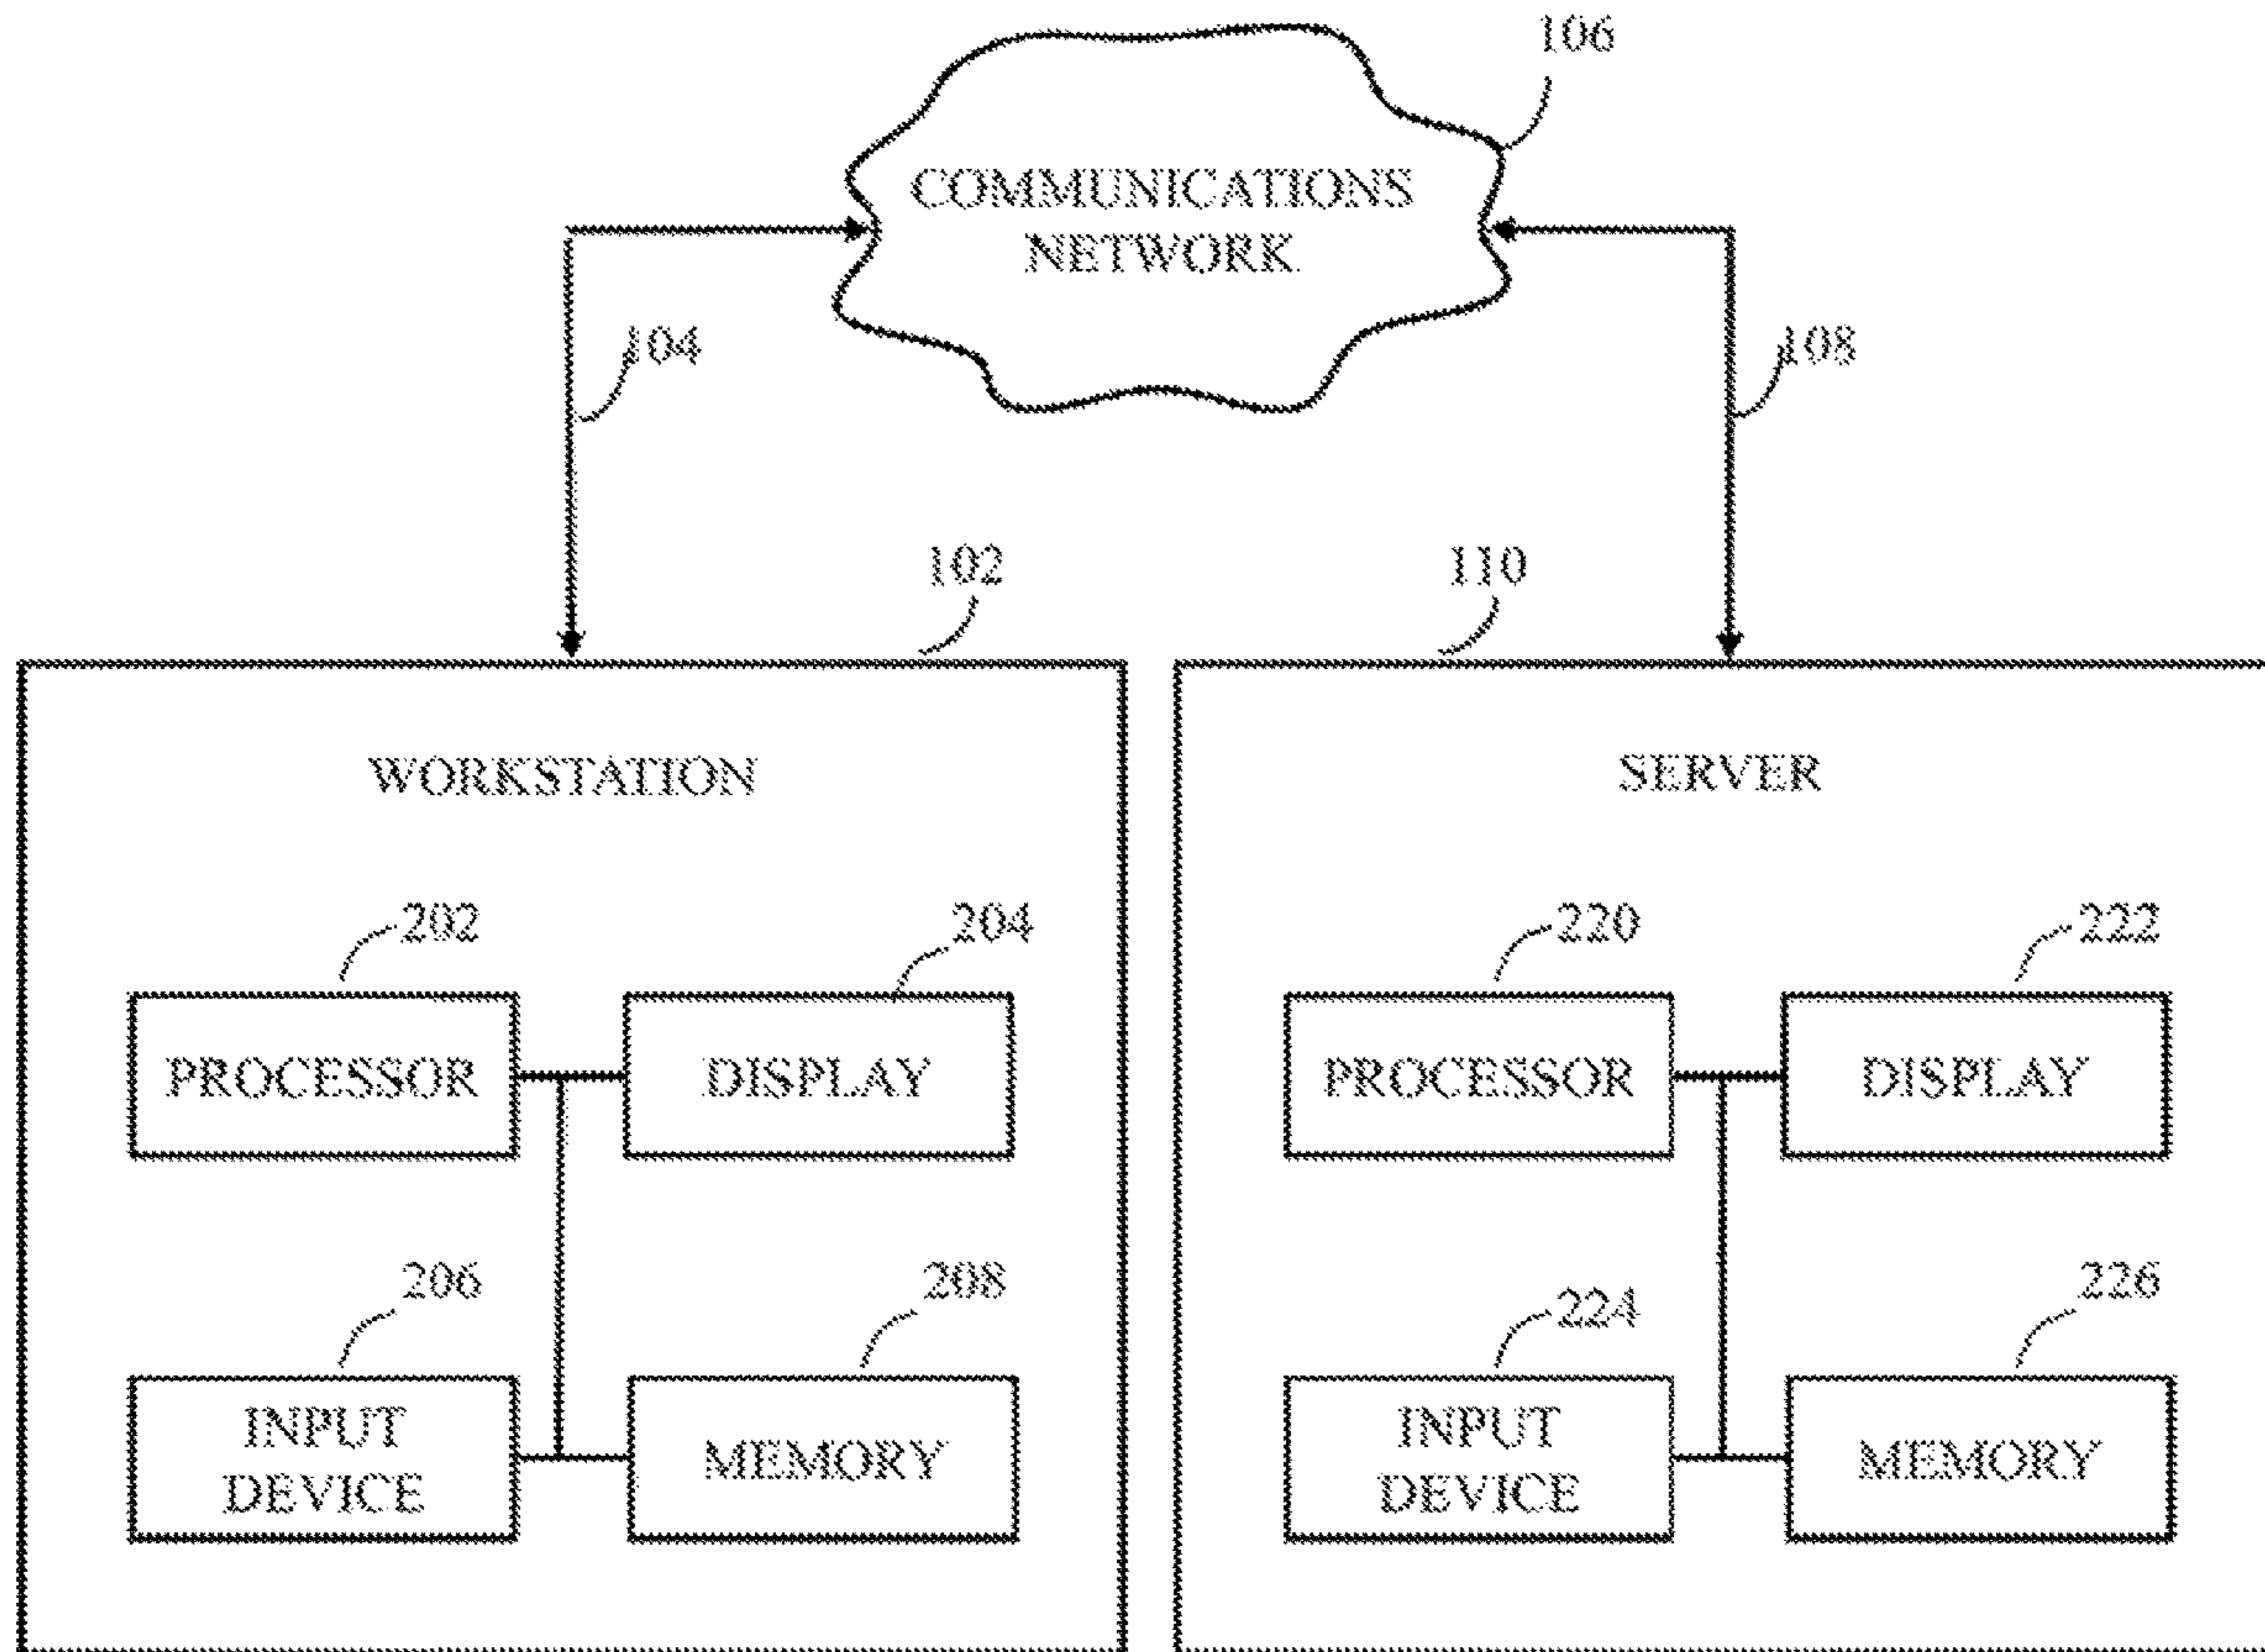 106
COMMUNICATIONS
NETWORK
104
108
102
110
WORKSTATION
SERVER
202
204
220
222
PROCESSOR
DISPLAY
PROCESSOR
DISPLAY
206
208
224
226
INPUT
DEVICE
MEMORY
INPUT
DEVICE
MEMORY